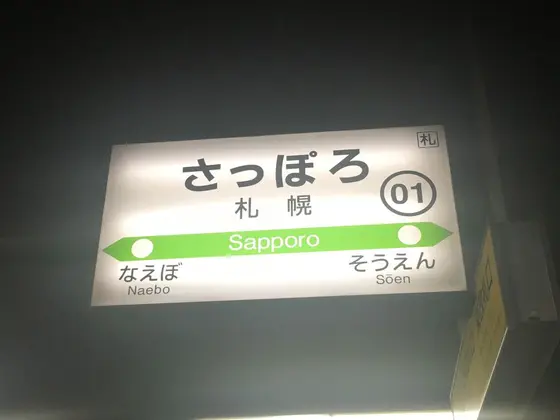 札
さっぽろ
01
札幌
Sapporo
なえぼ
Naebo
そうえん
Sōen